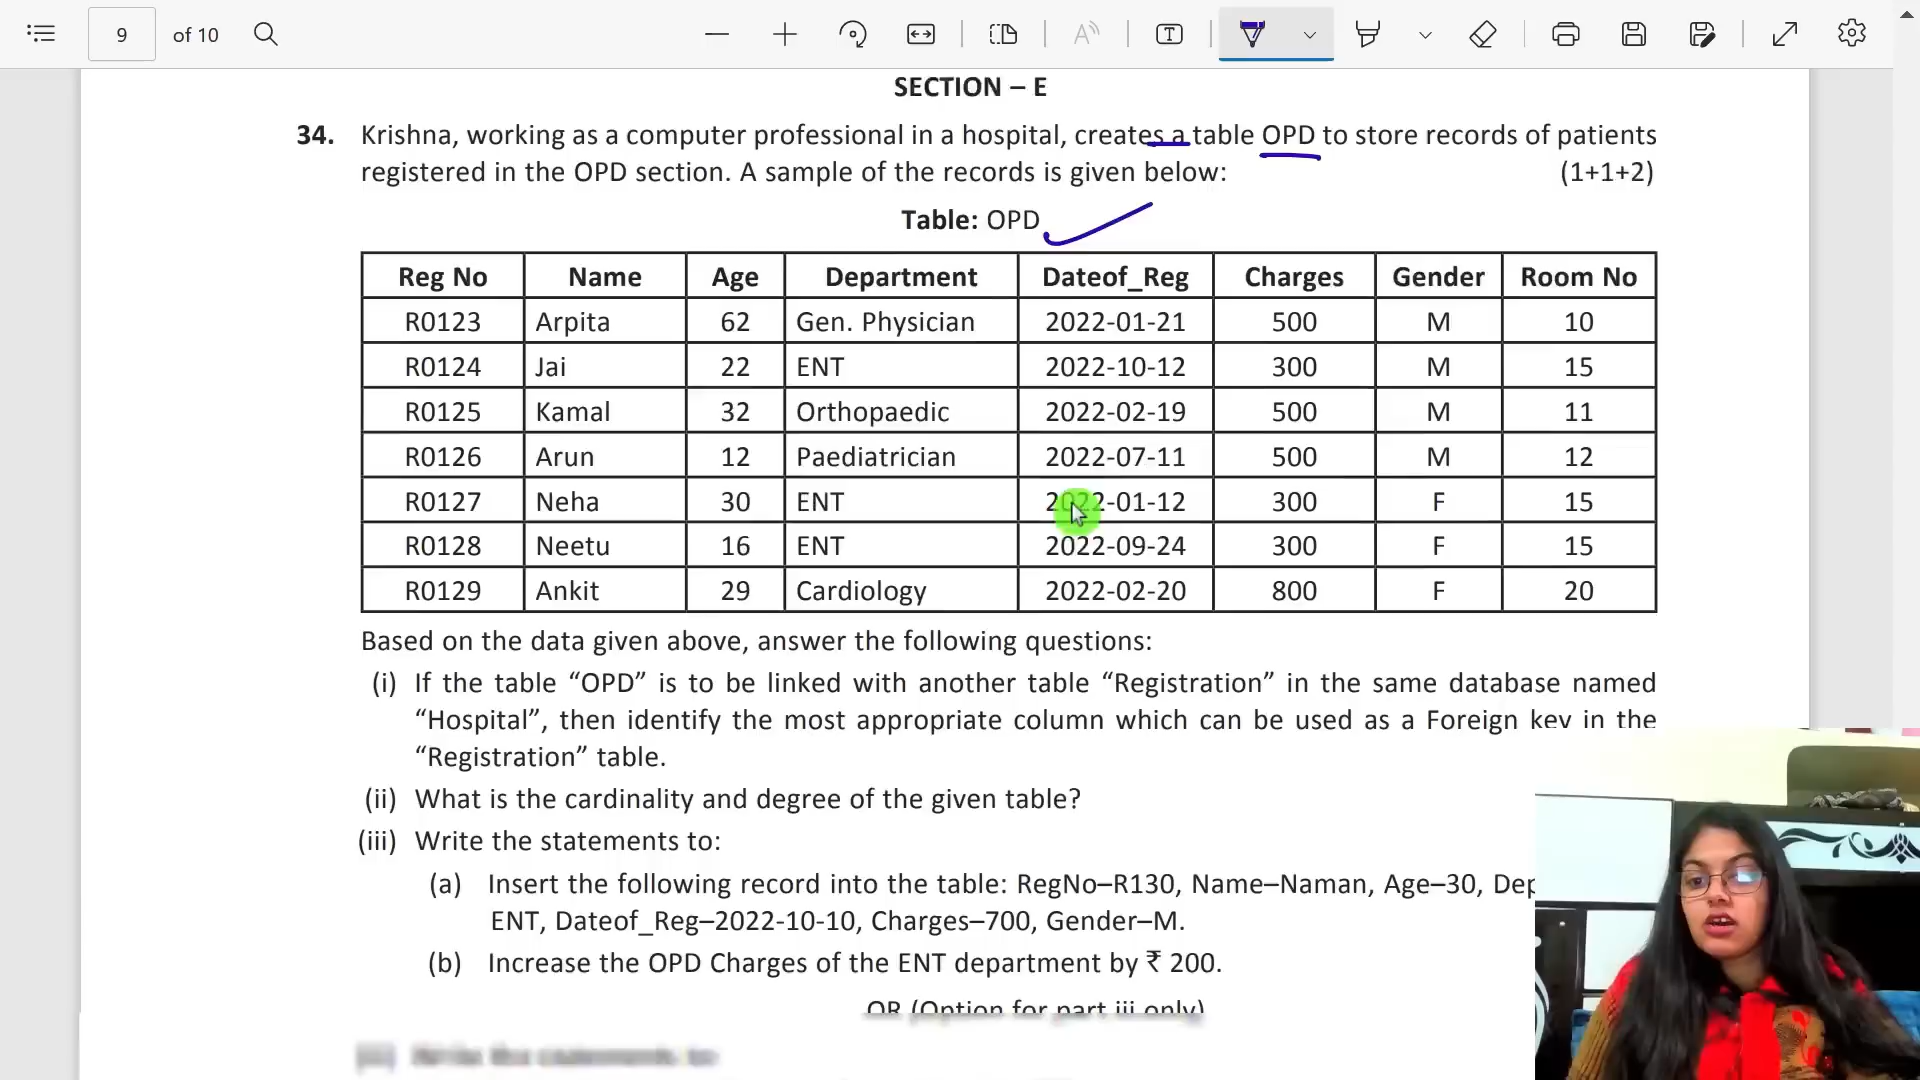 9 of 10
SECTION – E
34. Krishna, working as a computer professional in a hospital, creates a table OPD to store records of patients
registered in the OPD section. A sample of the records is given below: (1+1+2)
Table: OPD
Reg No Name Age Department Dateof_Reg Charges Gender Room No
R0123 Arpita 62 Gen. Physician 2022-01-21 500 M 10
R0124 Jai 22 ENT 2022-10-12 300 M 15
R0125 Kamal 32 Orthopaedic 2022-02-19 500 M 11
R0126 Arun 12 Paediatrician 2022-07-11 500 M 12
R0127 Neha 30 ENT 2022-01-12 300 F 15
R0128 Neetu 16 ENT 2022-09-24 300 F 15
R0129 Ankit 29 Cardiology 2022-02-20 800 F 20
Based on the data given above, answer the following questions:
(i) If the table “OPD” is to be linked with another table “Registration” in the same database named
“Hospital”, then identify the most appropriate column which can be used as a Foreign key in the
“Registration” table.
(ii) What is the cardinality and degree of the given table?
(iii) Write the statements to:
(a) Insert the following record into the table: RegNo–R130, Name–Naman, Age–30, Dep
ENT, Dateof_Reg–2022-10-10, Charges–700, Gender–M.
(b) Increase the OPD Charges of the ENT department by ₹ 200.
OR (Option for part iii only)